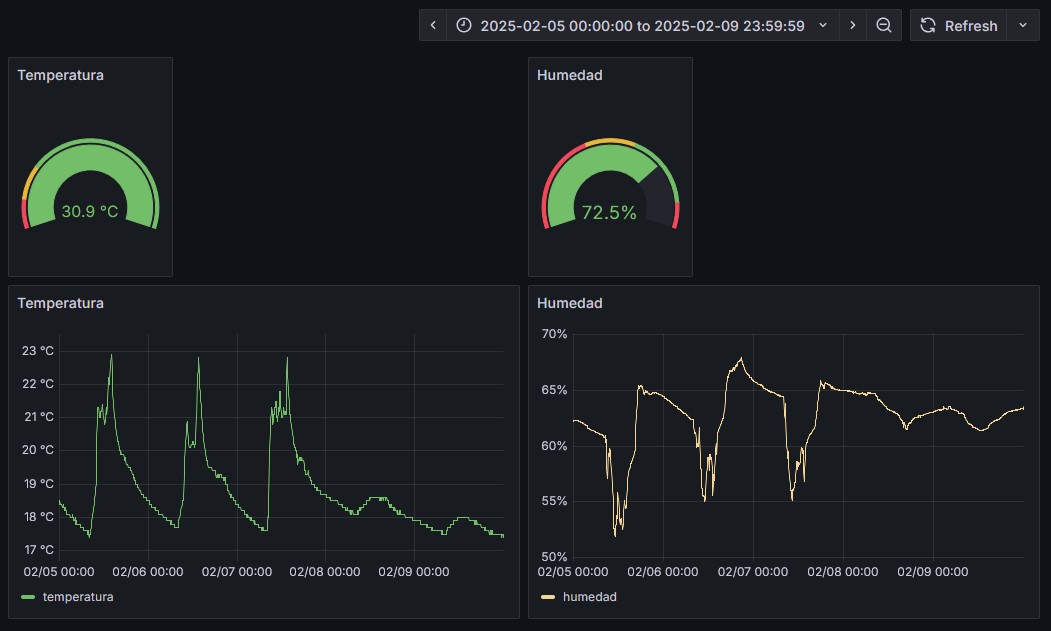 2025-02-05 00:00:00 to 2025-02-09 23:59:59
Refresh
Temperatura
30.9 °C
Humedad
72.5%
Temperatura
23 °C
22 °C
21 °C
20 °C
19 °C
18 °C
17 °C
02/05 00:00 02/06 00:00 02/07 00:00 02/08 00:00 02/09 00:00
temperatura
Humedad
70%
65%
60%
55%
50%
02/05 00:00 02/06 00:00 02/07 00:00 02/08 00:00 02/09 00:00
humedad